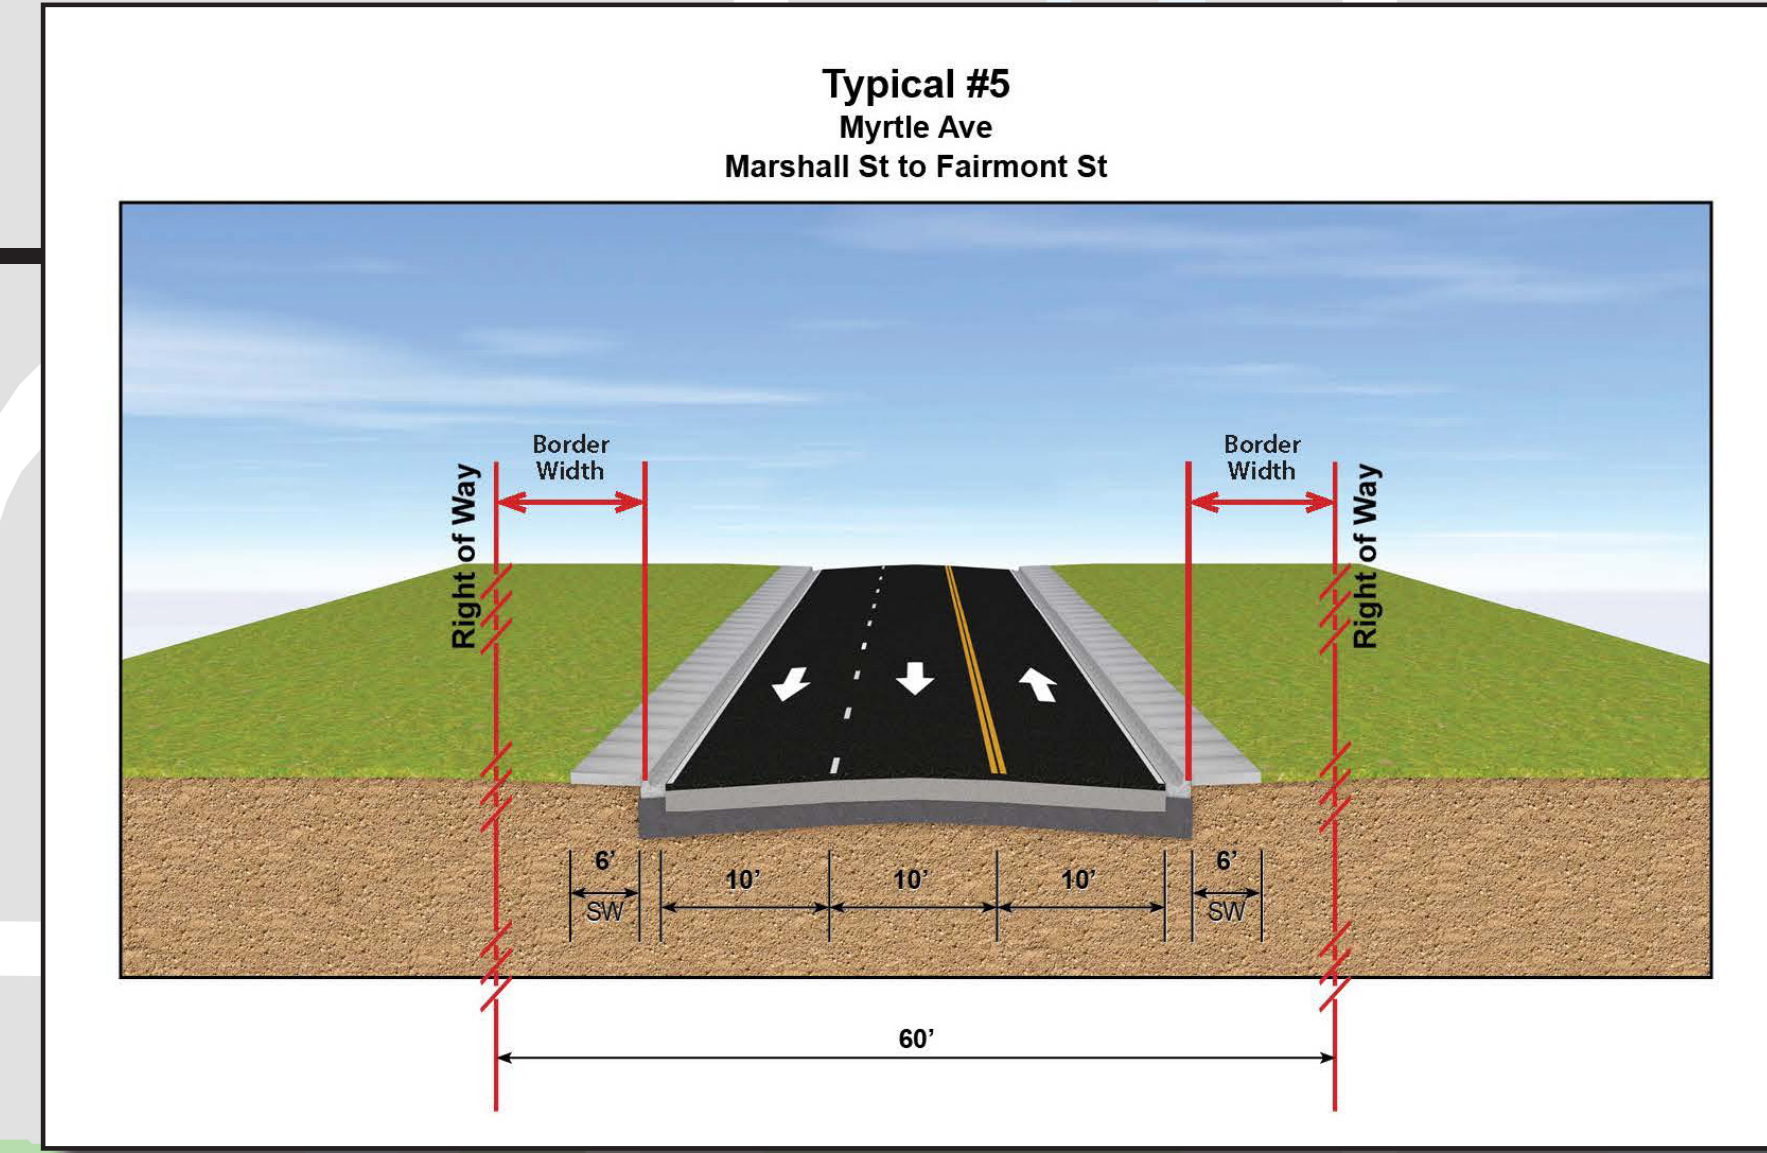 Typical #5
Myrtle Ave
Marshall St to Fairmont St
Border
Width
Border
Width
Right of Way
Right of Way
6’
SW
10’
10’
10’
6’
SW
60’